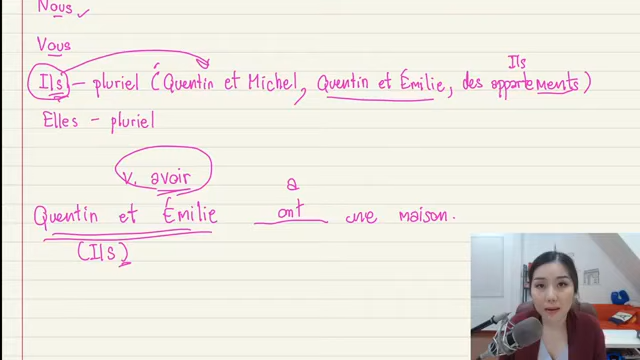 Nous
Vous
Ils
Ils – pluriel (Quentin et Michel, Quentin et Émilie, des appartements)
Elles – pluriel
v. avoir
a
Quentin et Émilie ont une maison.
(Ils)